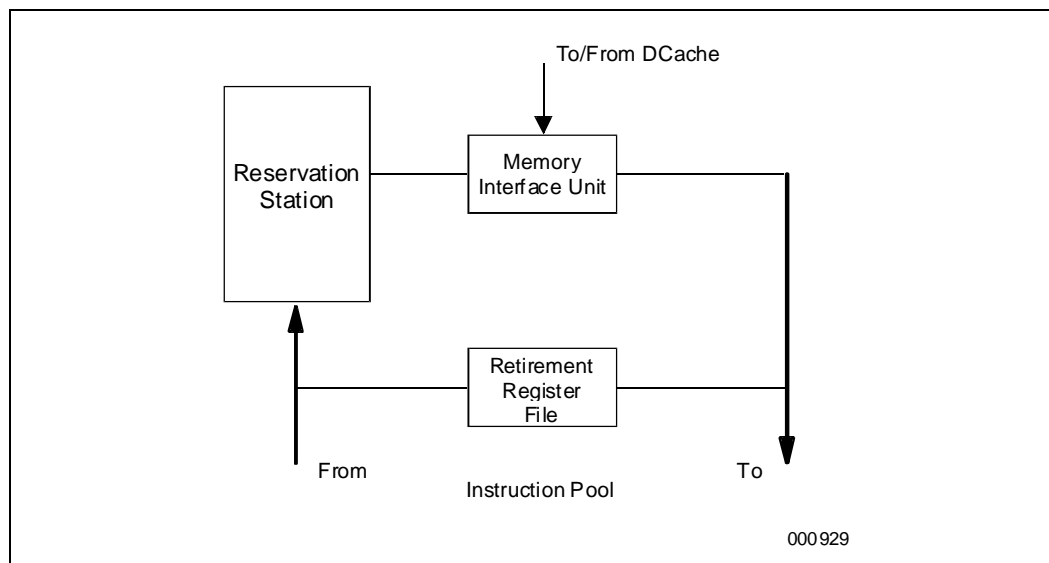 To/From DCache
Reservation
Station
Memory
Interface Unit
Retirement
Register
File
From
To
Instruction Pool
000929